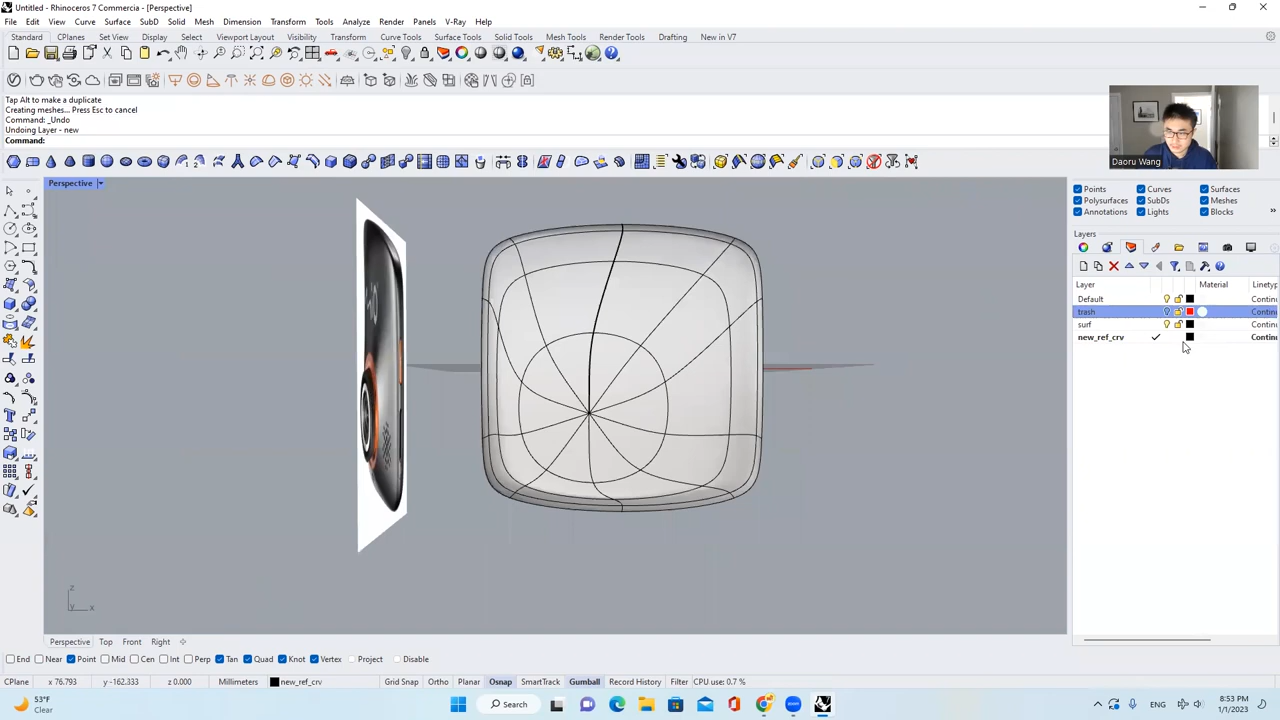 Untitled - Rhinoceros 7 Commercia - [Perspective]
File Edit View Curve Surface SubD Solid Mesh Dimension Transform Tools Analyze Render Panels V-Ray Help
Standard CPlanes Set View Display Select Viewport Layout Visibility Transform Curve Tools Surface Tools Solid Tools Mesh Tools Render Tools Drafting New in V7
Tap Alt to make a duplicate
Creating meshes... Press Esc to cancel
Command: _Undo
Undoing Layer - new
Command:
Daoru Wang
Perspective
Points Curves Surfaces
Polysurfaces SubDs Meshes
Annotations Lights Blocks
Layers
Layer Material Linetyp
Default Continu
trash Continu
surf Continu
new_ref_crv Continu
z
y x
Perspective Top Front Right
End Near Point Mid Cen Int Perp Tan Quad Knot Vertex Project Disable
CPlane x 76.793 y -162.333 z 0.000 Millimeters new_ref_crv Grid Snap Ortho Planar Osnap SmartTrack Gumball Record History Filter CPU use: 0.7 %
53°F
Clear
Search
ENG
8:53 PM
1/1/2023